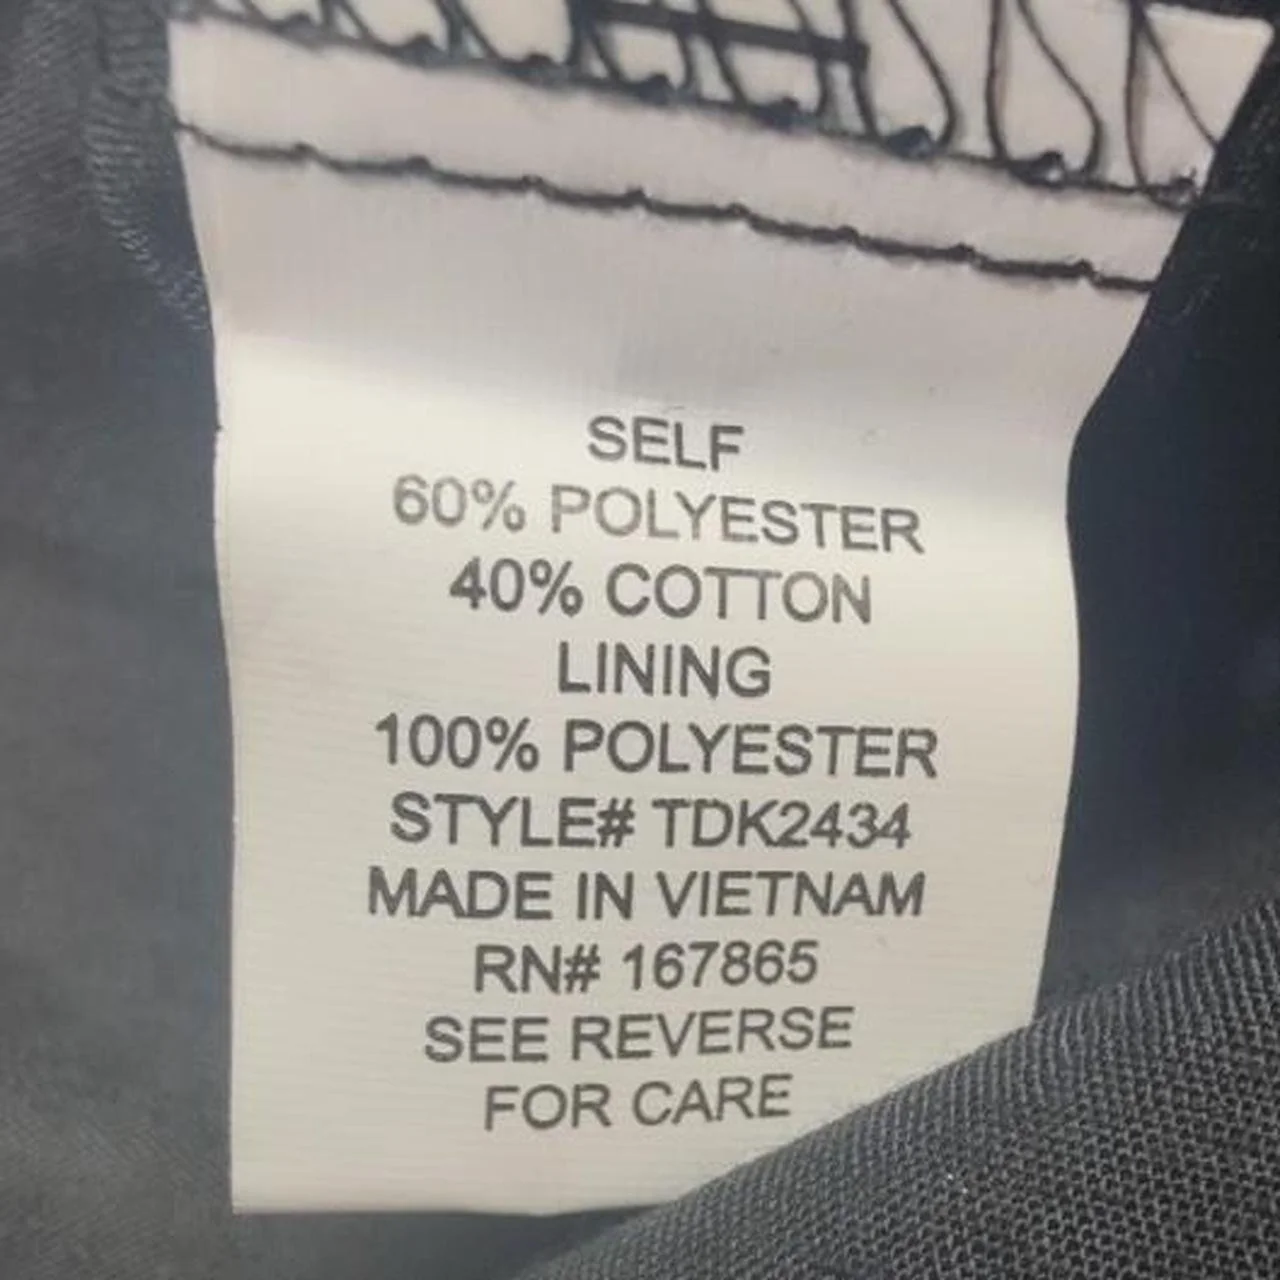 SELF
60% POLYESTER
40% COTTON
LINING
100% POLYESTER
STYLE# TDK2434
MADE IN VIETNAM
RN# 167865
SEE REVERSE
FOR CARE